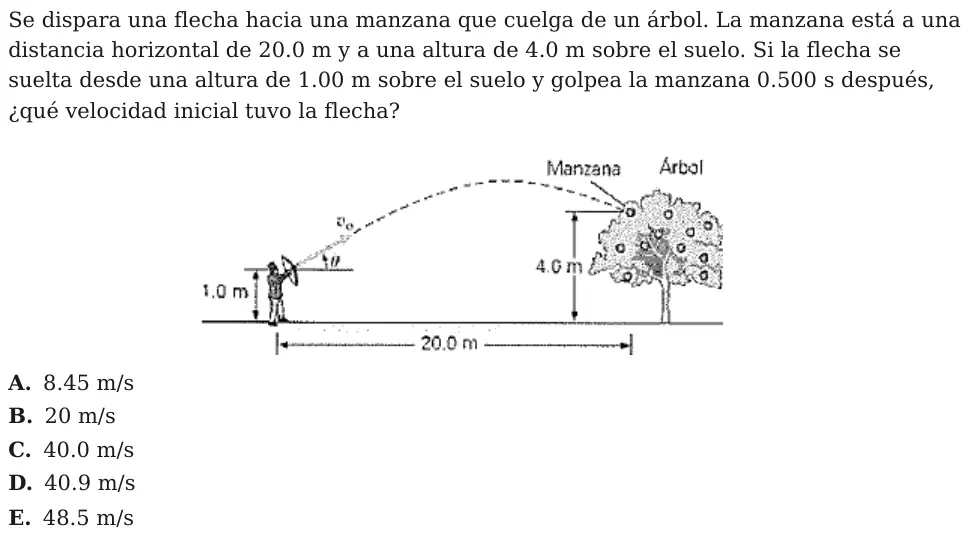 Se dispara una flecha hacia una manzana que cuelga de un árbol. La manzana está a una
distancia horizontal de 20.0 m y a una altura de 4.0 m sobre el suelo. Si la flecha se
suelta desde una altura de 1.00 m sobre el suelo y golpea la manzana 0.500 s después,
¿qué velocidad inicial tuvo la flecha?
Manzana Árbol
v₀
θ
4.0 m
1.0 m
20.0 m
A. 8.45 m/s
B. 20 m/s
C. 40.0 m/s
D. 40.9 m/s
E. 48.5 m/s